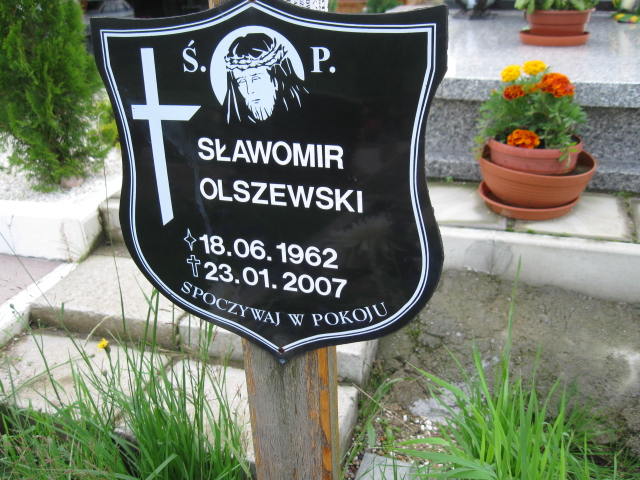 Ś. P.
SŁAWOMIR
OLSZEWSKI
18.06.1962
23.01.2007
SPOCZYWAJ W POKOJU